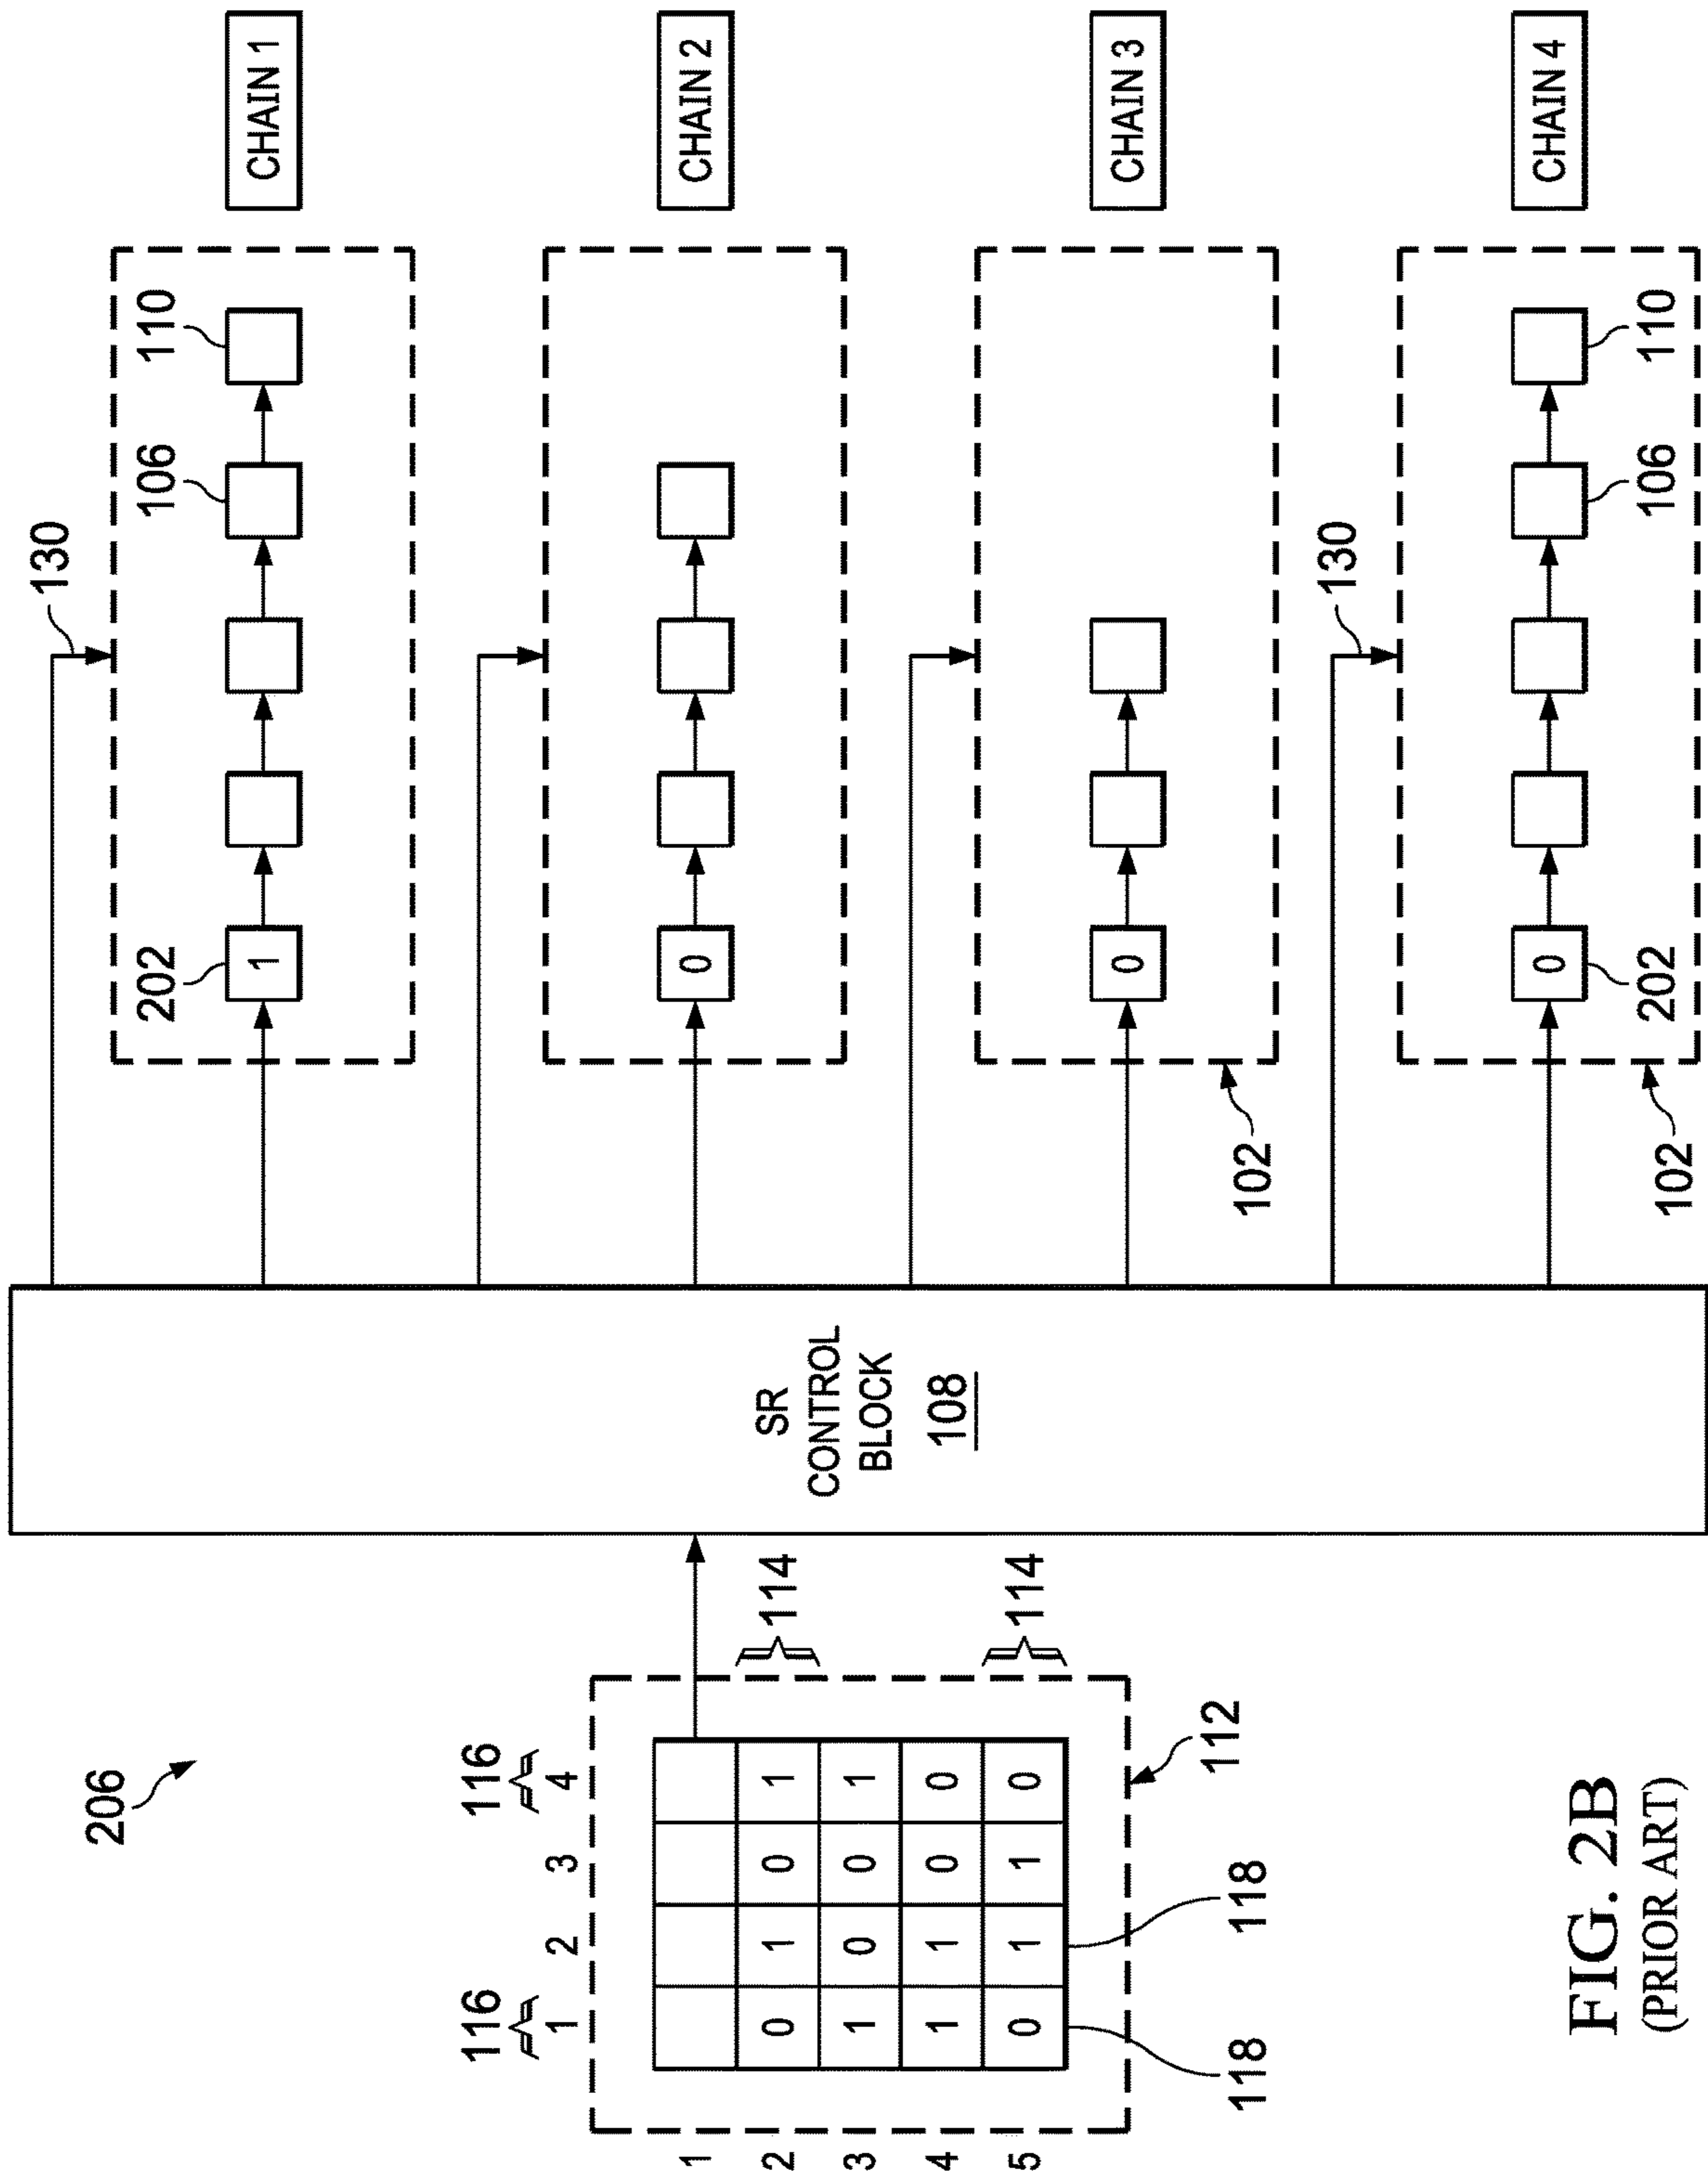 206
130
202
106
110
1
CHAIN 1
116
116
1 2 3 4
1
2 0 1 0 1
3 1 0 0 1
4 1 1 0 0
5 0 1 1 0
114
114
118
118
112
SR
CONTROL
BLOCK
108
0
CHAIN 2
0
CHAIN 3
102
130
0
CHAIN 4
202
106
110
102
FIG. 2B
(PRIOR ART)